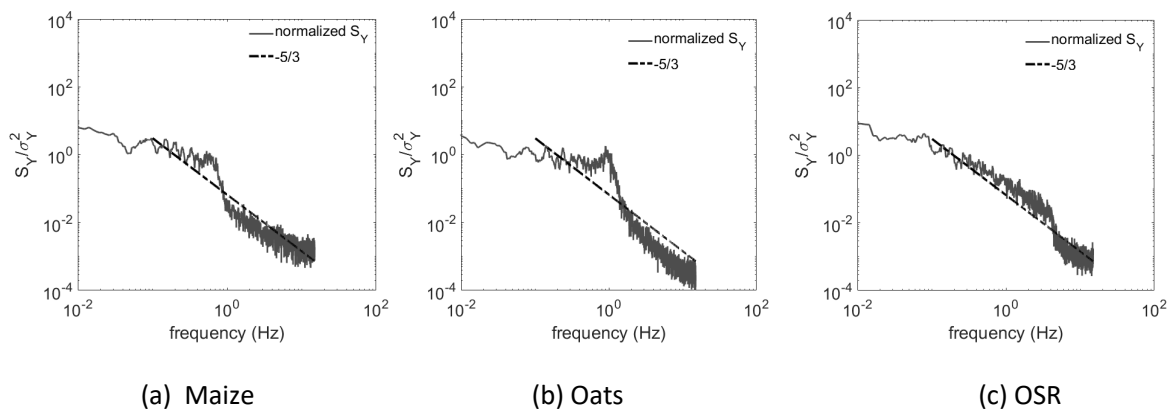 10^4
10^2
10^0
10^-2
10^-4
S_Y/σ_Y^2
normalized S_Y
-5/3
10^-2
10^0
10^2
frequency (Hz)
(a) Maize
10^4
10^2
10^0
10^-2
10^-4
S_Y/σ_Y^2
normalized S_Y
-5/3
10^-2
10^0
10^2
frequency (Hz)
(b) Oats
10^4
10^2
10^0
10^-2
10^-4
S_Y/σ_Y^2
normalized S_Y
-5/3
10^-2
10^0
10^2
frequency (Hz)
(c) OSR